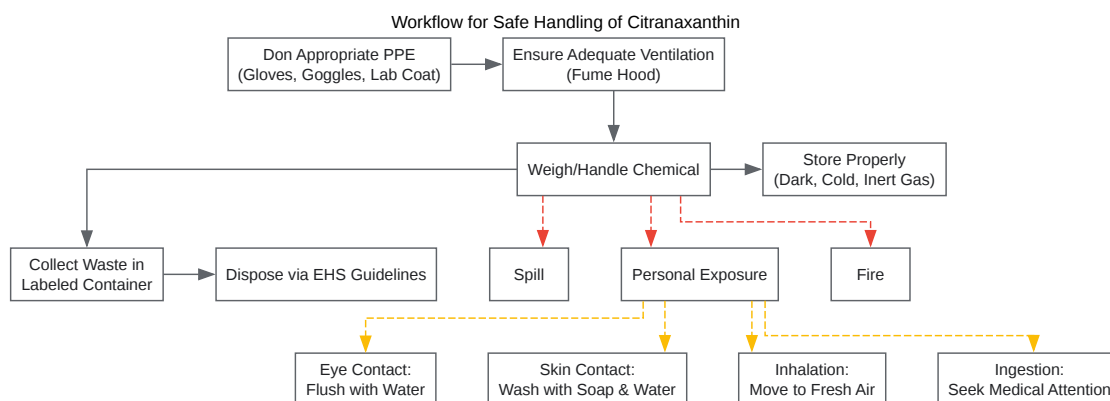 Workflow for Safe Handling of Citranaxanthin
Don Appropriate PPE
(Gloves, Goggles, Lab Coat)
Ensure Adequate Ventilation
(Fume Hood)
Weigh/Handle Chemical
Store Properly
(Dark, Cold, Inert Gas)
Collect Waste in
Labeled Container
Dispose via EHS Guidelines
Spill
Personal Exposure
Fire
Eye Contact:
Flush with Water
Skin Contact:
Wash with Soap & Water
Inhalation:
Move to Fresh Air
Ingestion:
Seek Medical Attention